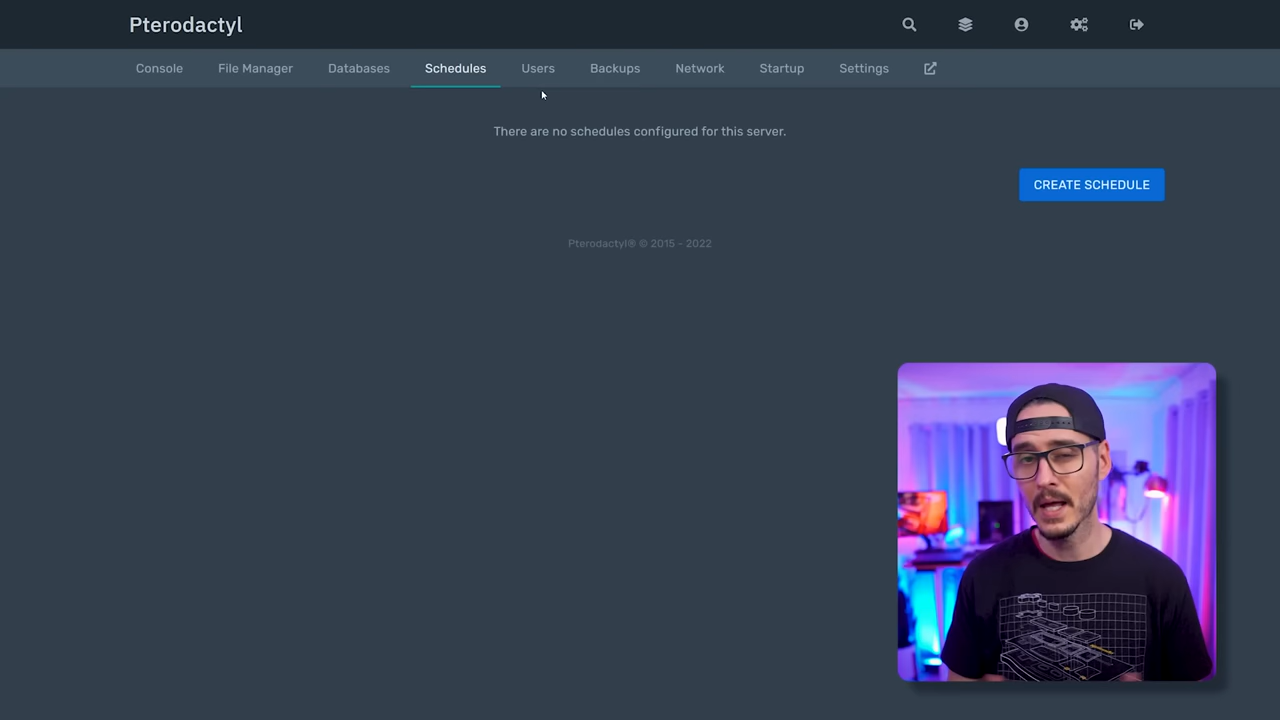 Pterodactyl
Console File Manager Databases Schedules Users Backups Network Startup Settings
There are no schedules configured for this server.
CREATE SCHEDULE
Pterodactyl® © 2015 - 2022